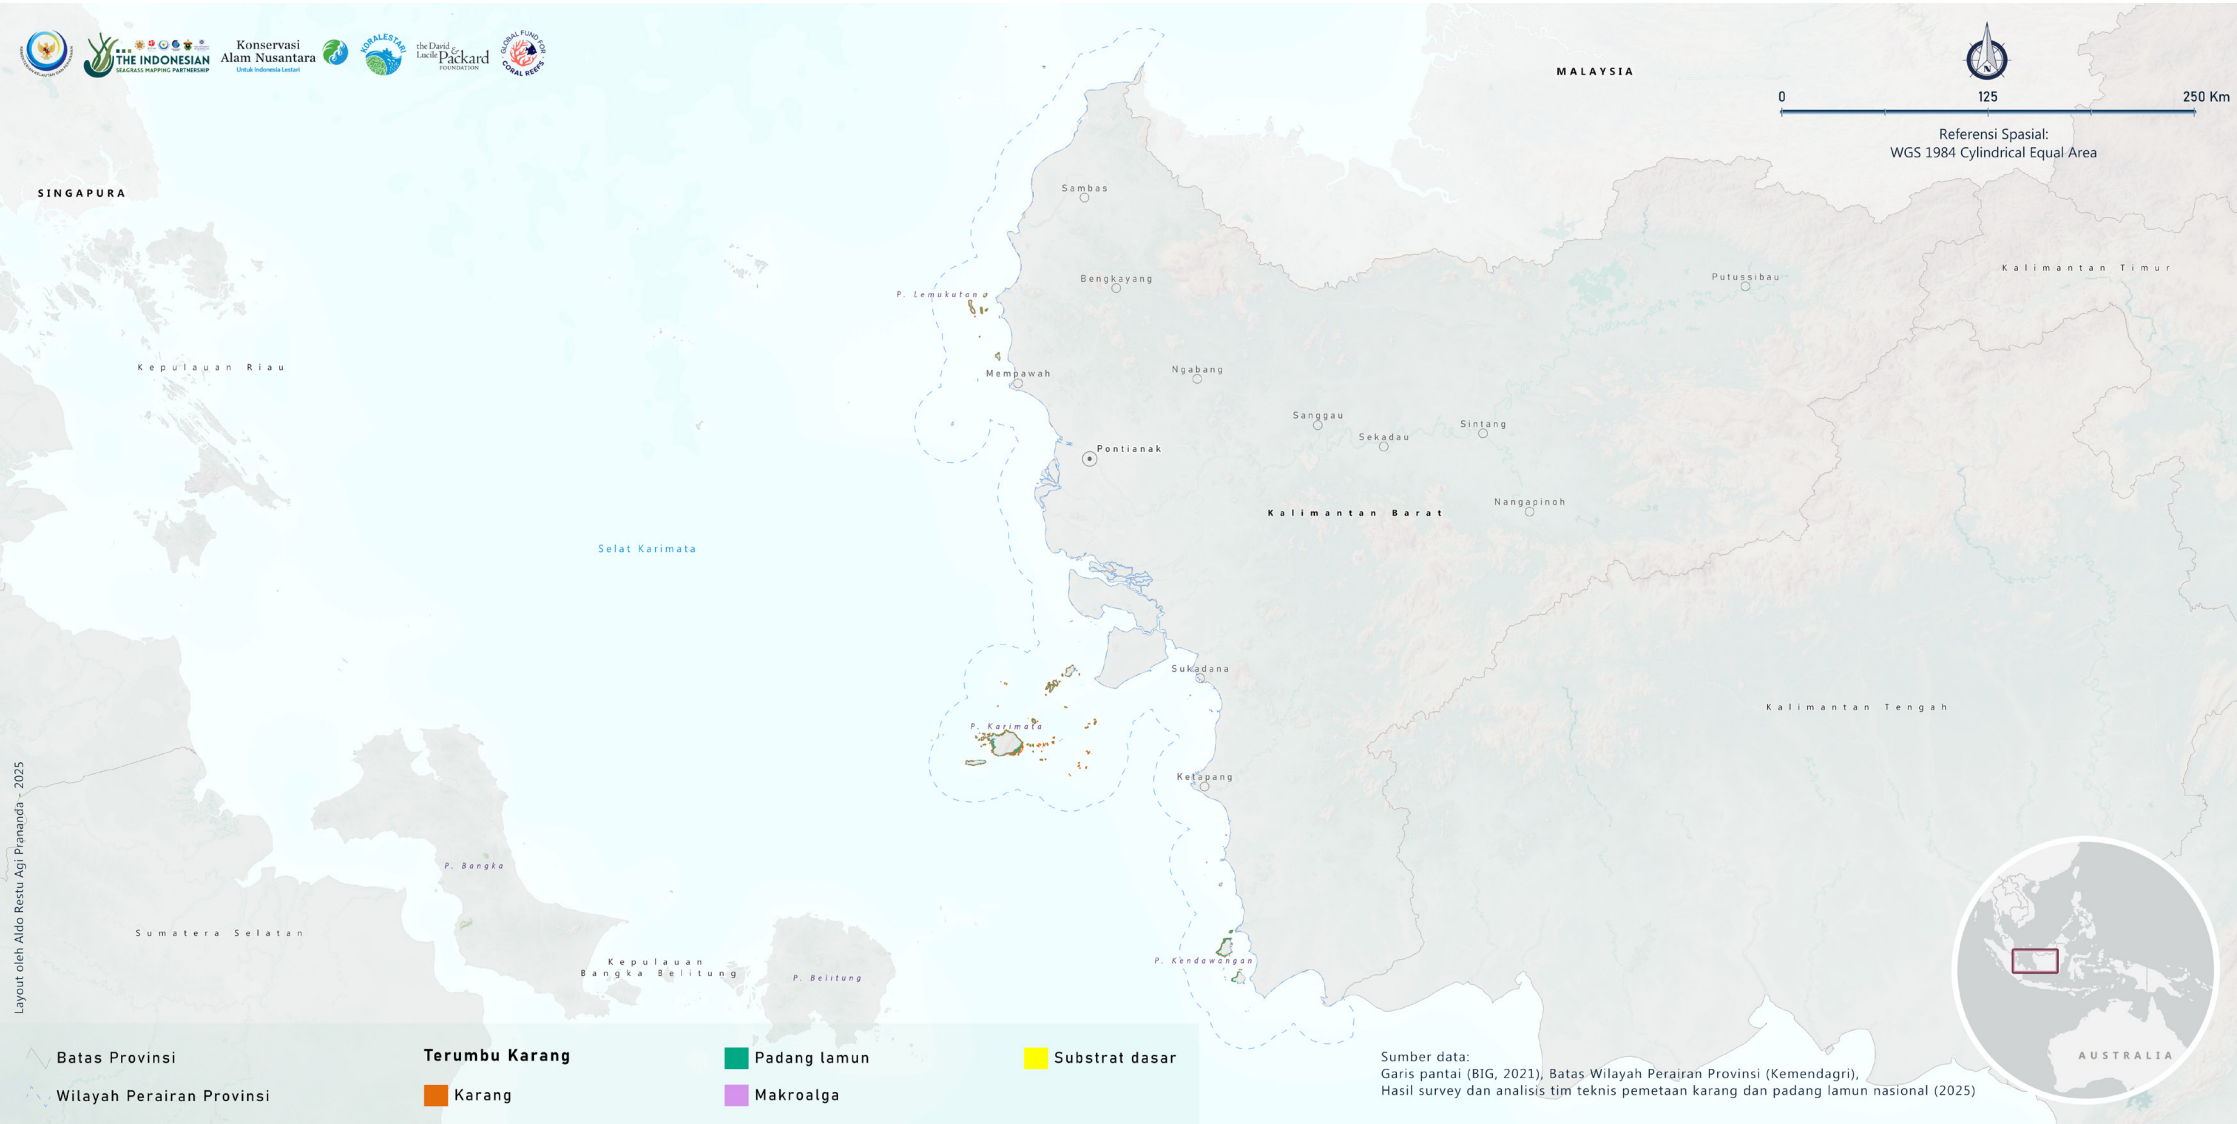 THE INDONESIAN
SEAGRASS MAPPING PARTNERSHIP
Konservasi
Alam Nusantara
Untuk Indonesia Lestari
KORALESTARI
the David &
Lucile Packard
FOUNDATION
GLOBAL FUND FOR
CORAL REEFS
MALAYSIA
N
0 125 250 Km
Referensi Spasial:
WGS 1984 Cylindrical Equal Area
SINGAPURA
Sambas
Kalimantan Timur
Bengkayang
Putussibau
P. Lemukutan
Kepulauan Riau
Mempawah
Ngabang
Sanggau
Sekadau
Sintang
Pontianak
Nangapinoh
Kalimantan Barat
Selat Karimata
Sukadana
Kalimantan Tengah
P. Karimata
Ketapang
P. Bangka
Sumatera Selatan
Kepulauan
Bangka Belitung
P. Belitung
P. Kendawangan
Layout oleh Aldo Restu Agi Prananda - 2025
AUSTRALIA
Batas Provinsi
Wilayah Perairan Provinsi
Terumbu Karang
Karang
Padang lamun
Makroalga
Substrat dasar
Sumber data:
Garis pantai (BIG, 2021), Batas Wilayah Perairan Provinsi (Kemendagri),
Hasil survey dan analisis tim teknis pemetaan karang dan padang lamun nasional (2025)